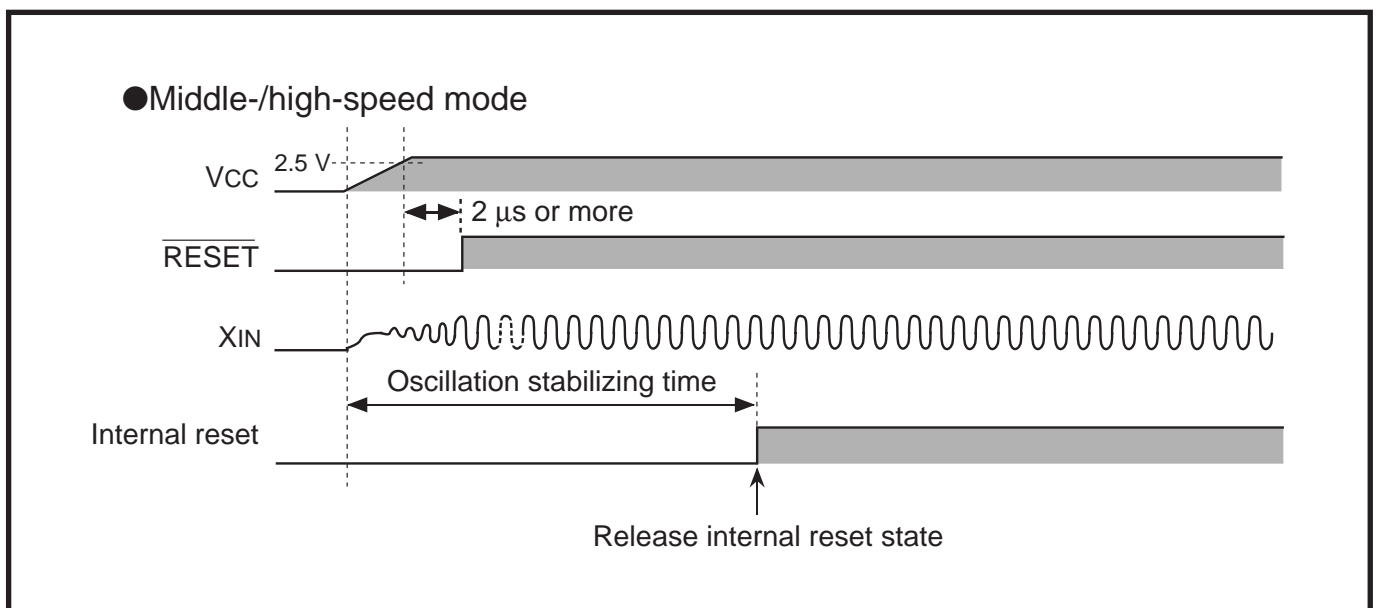 ●Middle-/high-speed mode
2.5 V
VCC
2 μs or more
RESET
XIN
Oscillation stabilizing time
Internal reset
Release internal reset state